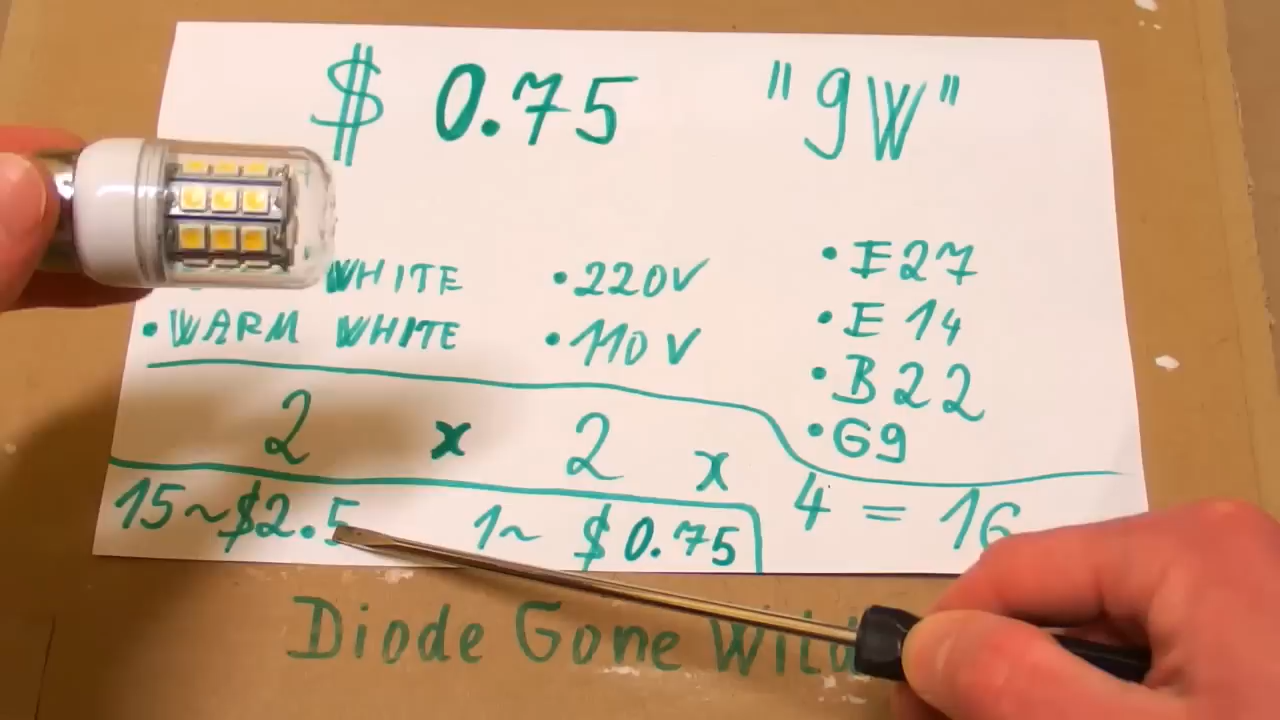 $ 0.75 "9W"
WHITE • 220V • E27
• WARM WHITE • 110V • E14
• B22
2 x 2 x • G9
4 = 16
15~$2.5 1~ $0.75
Diode Gone Wild